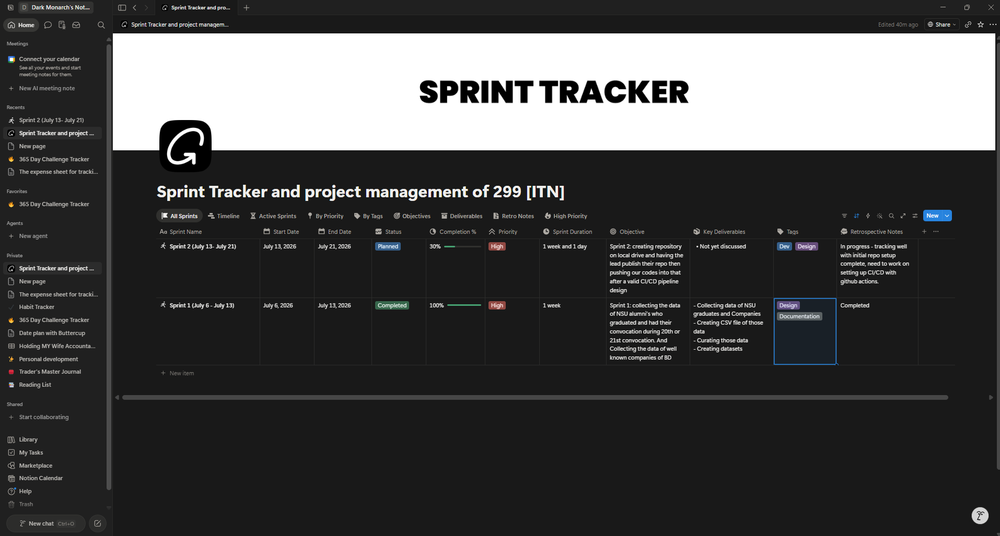 Dark Monarch's Not...
Sprint Tracker and pro...
Home
Sprint Tracker and project managem...
Edited 40m ago
Share
Meetings
Connect your calendar
See all your events and start
meeting notes for them.
New AI meeting note
Recents
Sprint 2 (July 13- July 21)
Sprint Tracker and project ...
New page
365 Day Challenge Tracker
The expense sheet for tracki...
Favorites
365 Day Challenge Tracker
Agents
New agent
Private
Sprint Tracker and project ...
New page
The expense sheet for tracki...
Habit Tracker
365 Day Challenge Tracker
Date plan with Buttercup
Holding MY Wife Accounta...
Personal development
Trader's Master Journal
Reading List
Shared
Start collaborating
Library
My Tasks
Marketplace
Notion Calendar
Help
Trash
New chat Ctrl+O
SPRINT TRACKER
Sprint Tracker and project management of 299 [ITN]
All Sprints Timeline Active Sprints By Priority By Tags Objectives Deliverables Retro Notes High Priority
New
Aa Sprint Name Start Date End Date Status Completion % Priority Sprint Duration Objective Key Deliverables Tags Retrospective Notes
Sprint 2 (July 13- July 21)
July 13, 2026
July 21, 2026
Planned
30%
High
1 week and 1 day
Sprint 2: creating repository
on local drive and having the
lead publish their repo then
pushing our codes into that
after a valid CI/CD pipeline
design
• Not yet discussed
Dev Design
In progress - tracking well
with initial repo setup
complete, need to work on
setting up CI/CD with
github actions.
Sprint 1 (July 6 - July 13)
July 6, 2026
July 13, 2026
Completed
100%
High
1 week
Sprint 1: collecting the data
of NSU alumni's who
graduated and had their
convocation during 20th or
21st convocation. And
Collecting the data of well
known companies of BD
- Collecting data of NSU
graduates and Companies
- Creating CSV file of those
data
- Curating those data
- Creating datasets
Design
Documentation
Completed
New item